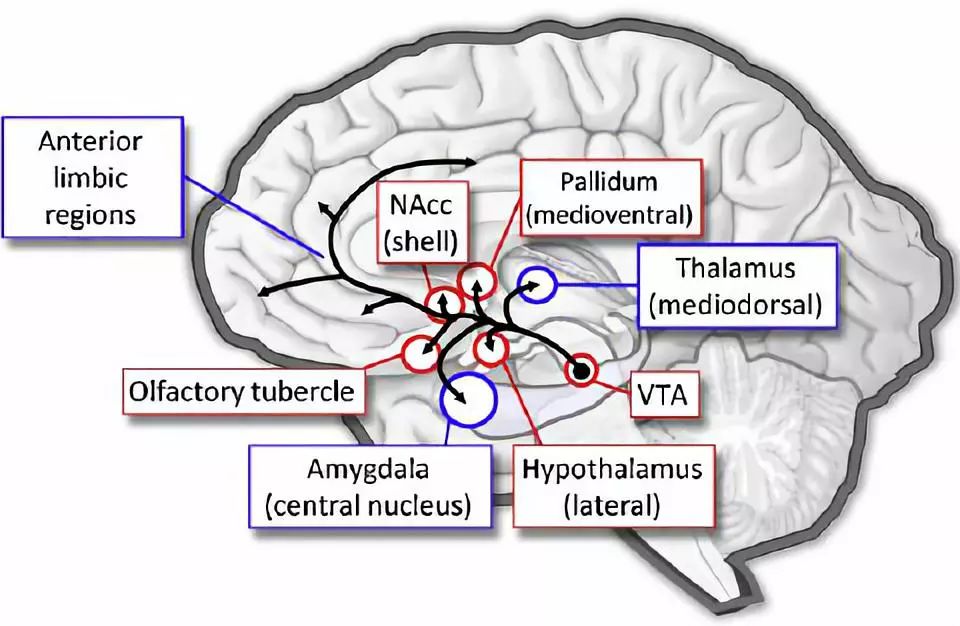 Anterior
limbic
regions
NAcc
(shell)
Pallidum
(medioventral)
Thalamus
(mediodorsal)
Olfactory tubercle
VTA
Amygdala
(central nucleus)
Hypothalamus
(lateral)